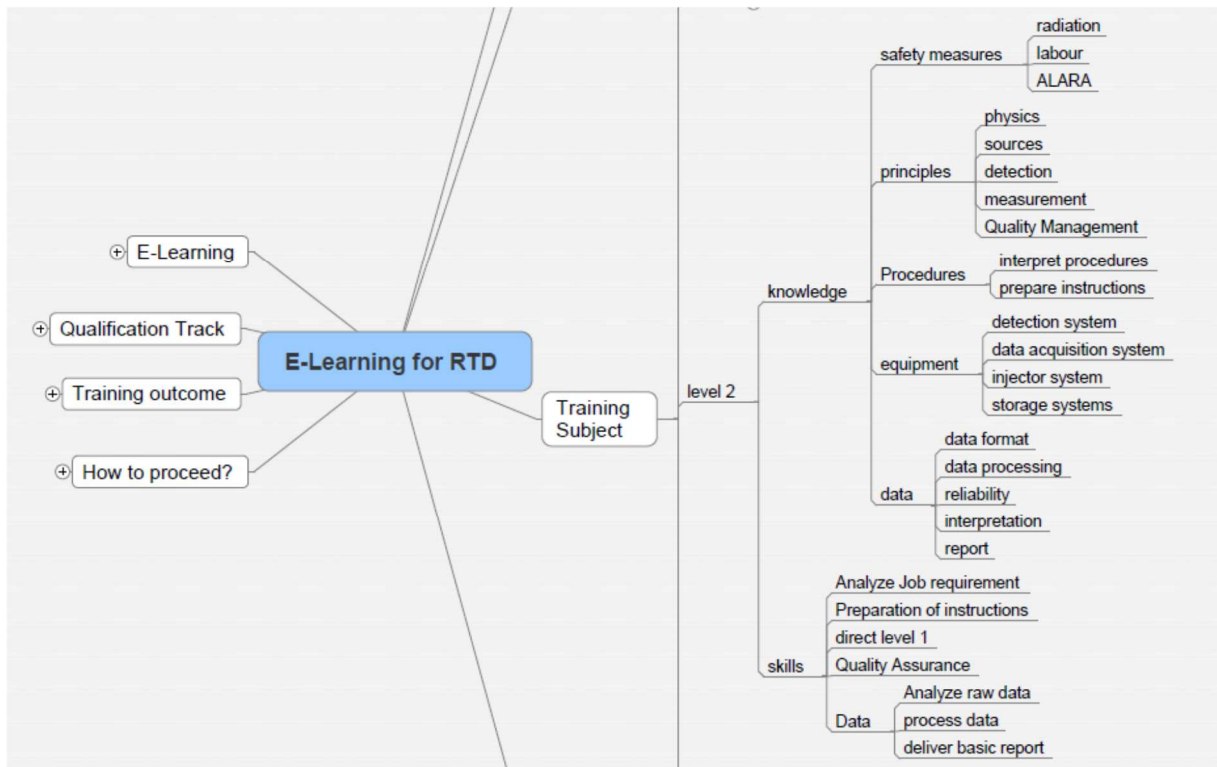 E-Learning
Qualification Track
Training outcome
How to proceed?
E-Learning for RTD
Training
Subject
level 2
knowledge
safety measures
radiation
labour
ALARA
principles
physics
sources
detection
measurement
Quality Management
Procedures
interpret procedures
prepare instructions
equipment
detection system
data acquisition system
injector system
storage systems
data
data format
data processing
reliability
interpretation
report
skills
Analyze Job requirement
Preparation of instructions
direct level 1
Quality Assurance
Data
Analyze raw data
process data
deliver basic report